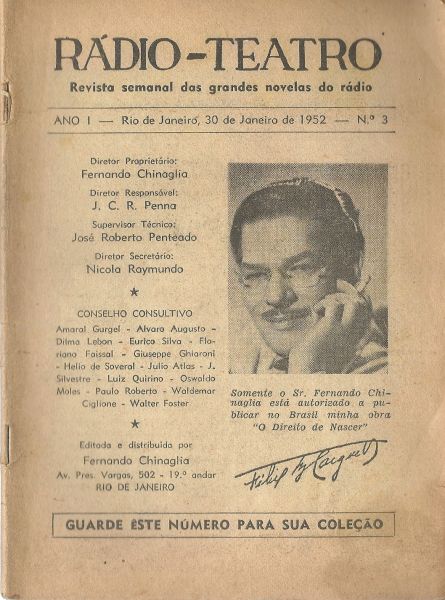 RÁDIO-TEATRO
Revista semanal das grandes novelas do rádio
ANO I — Rio de Janeiro, 30 de Janeiro de 1952 — N.º 3
Diretor Proprietário:
Fernando Chinaglia
Diretor Responsável:
J. C. R. Penna
Supervisor Técnico:
José Roberto Penteado
Diretor Secretário:
Nicola Raymundo
CONSELHO CONSULTIVO
Amaral Gurgel - Alvaro Augusto -
Dilma Lebon - Eurico Silva - Flo-
riano Faissal - Giuseppe Ghiaroni
- Helio de Soveral - Julio Atlas - J.
Silvestre - Luiz Quirino - Oswaldo
Moles - Paulo Roberto - Waldemar
Ciglione - Walter Foster
Editada e distribuida por
Fernando Chinaglia
Av. Pres. Vargas, 502 - 19.º andar
RIO DE JANEIRO
Somente o Sr. Fernando Chi-
naglia está autorizado a pu-
blicar no Brasil minha obra
"O Direito de Nascer"
GUARDE ÊSTE NÚMERO PARA SUA COLEÇÃO